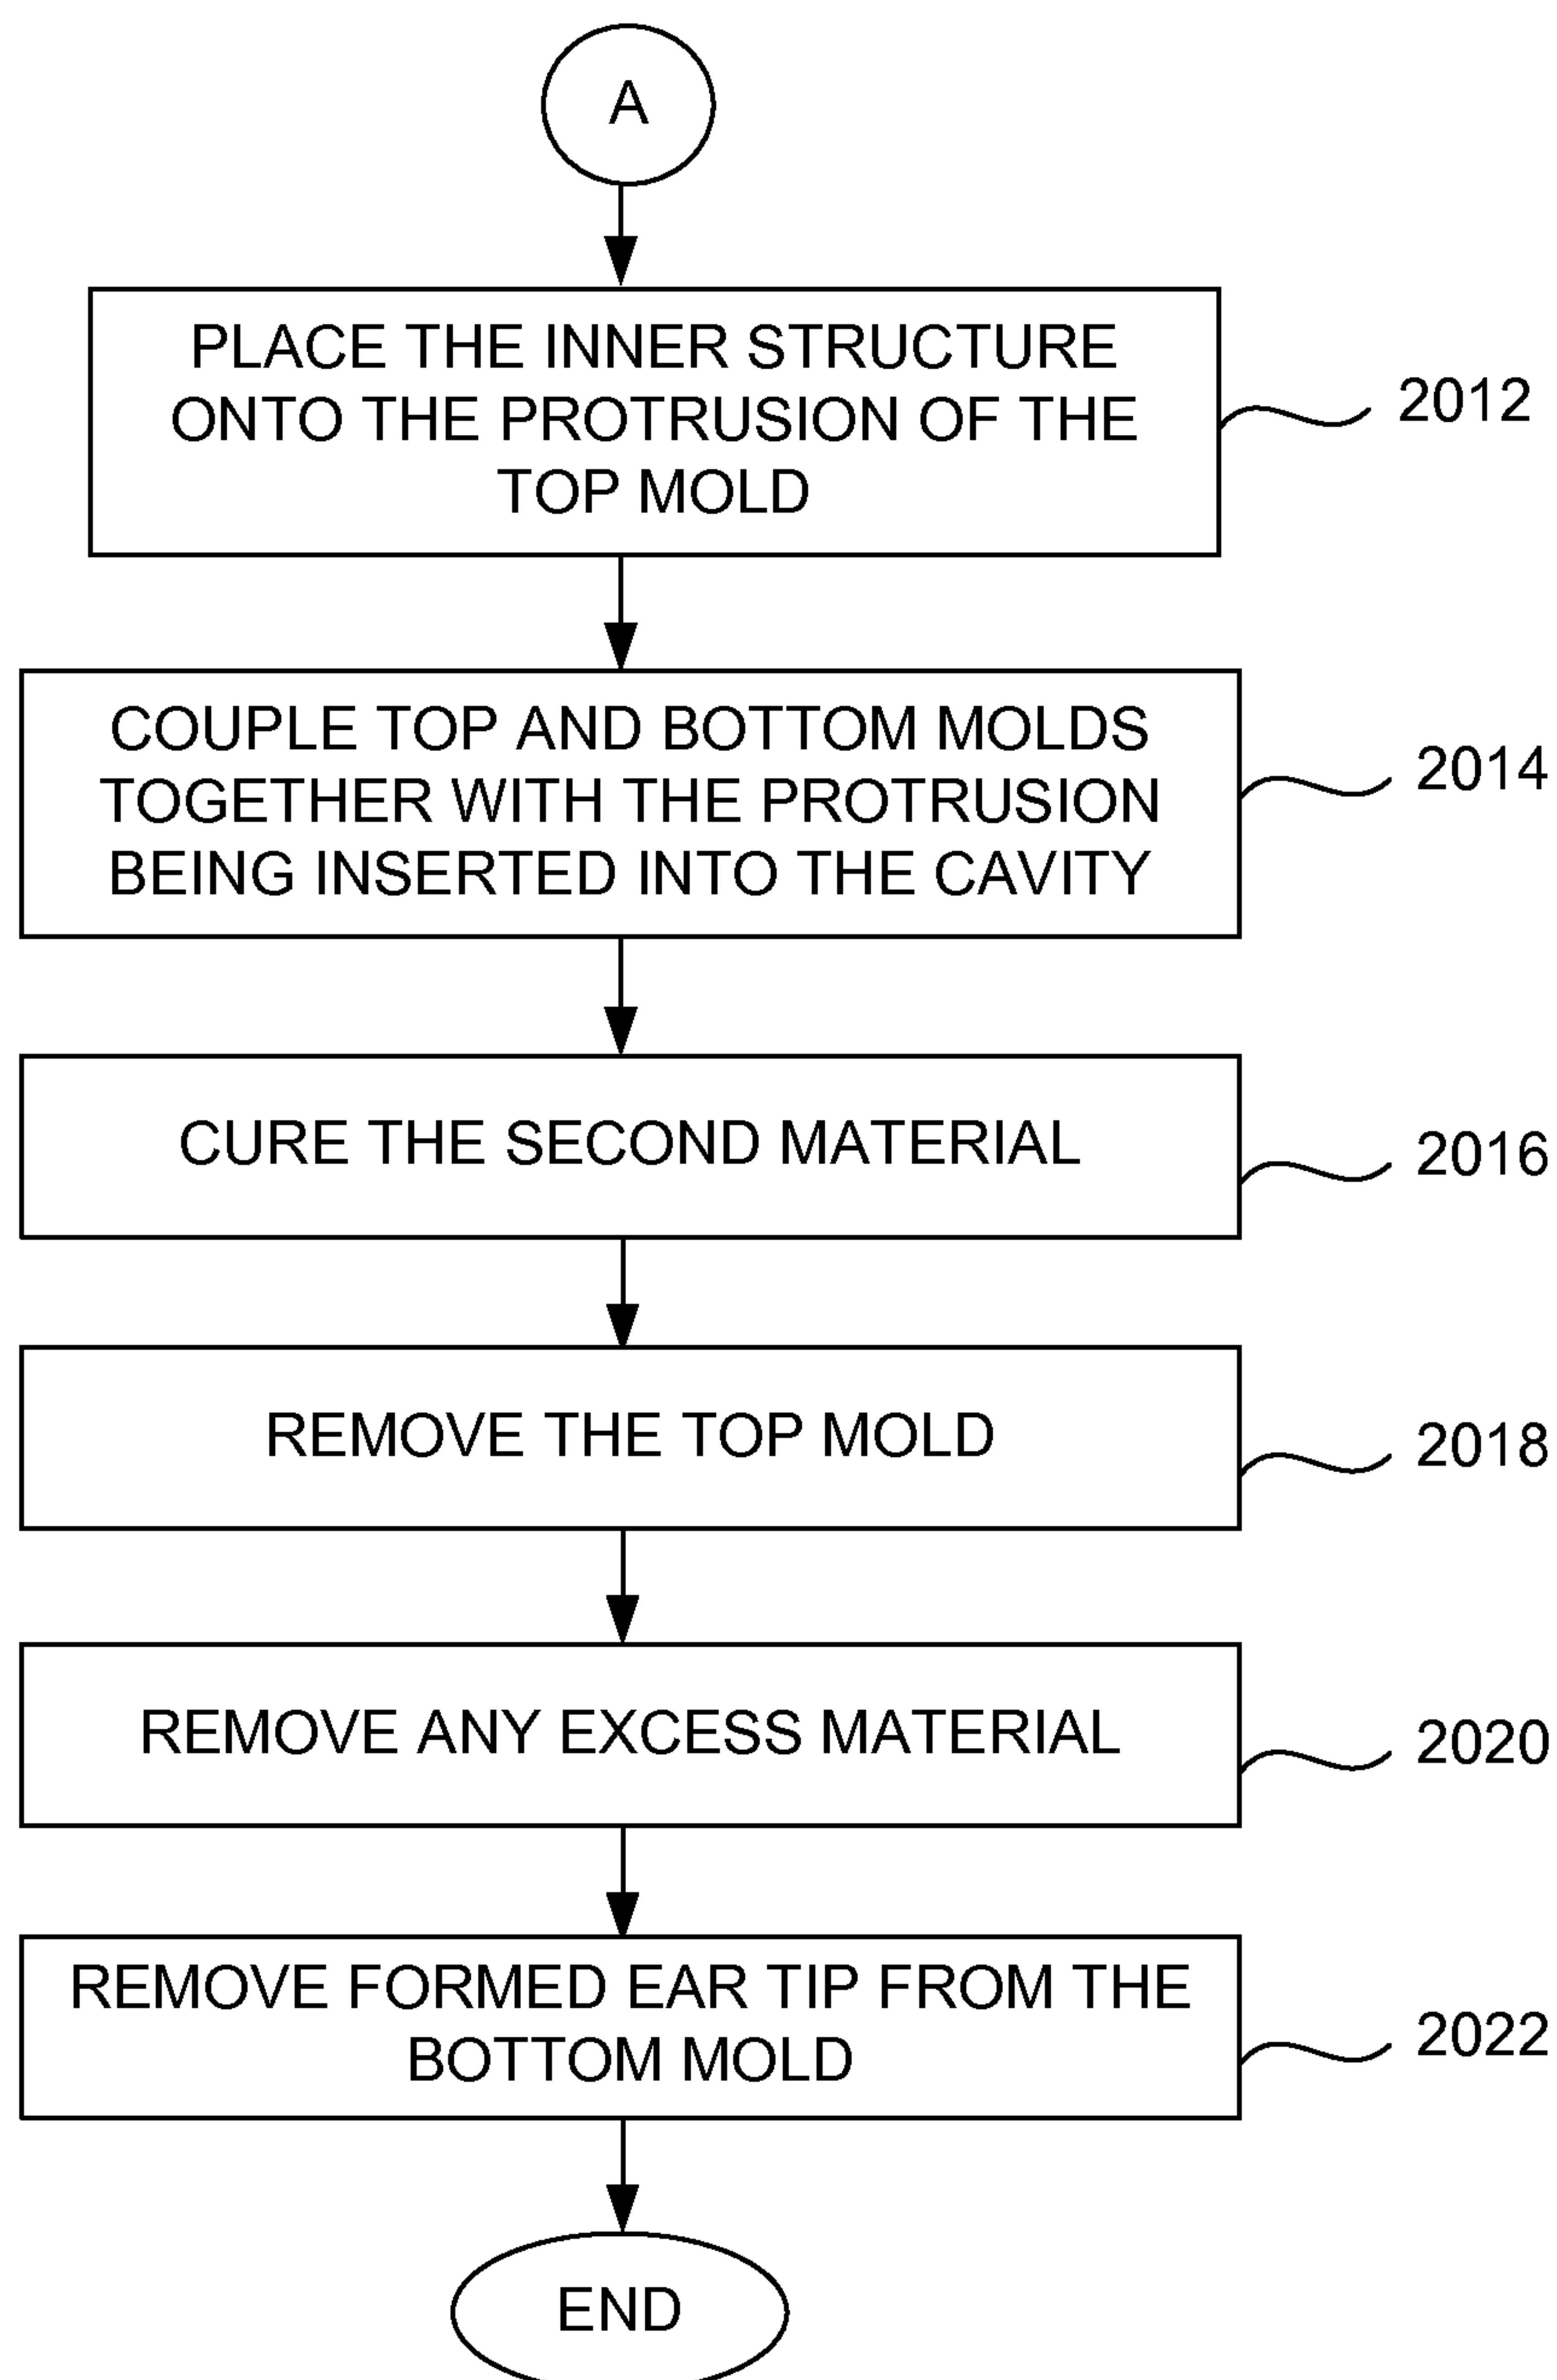 A
PLACE THE INNER STRUCTURE
ONTO THE PROTRUSION OF THE
TOP MOLD
2012
COUPLE TOP AND BOTTOM MOLDS
TOGETHER WITH THE PROTRUSION
BEING INSERTED INTO THE CAVITY
2014
CURE THE SECOND MATERIAL
2016
REMOVE THE TOP MOLD
2018
REMOVE ANY EXCESS MATERIAL
2020
REMOVE FORMED EAR TIP FROM THE
BOTTOM MOLD
2022
END